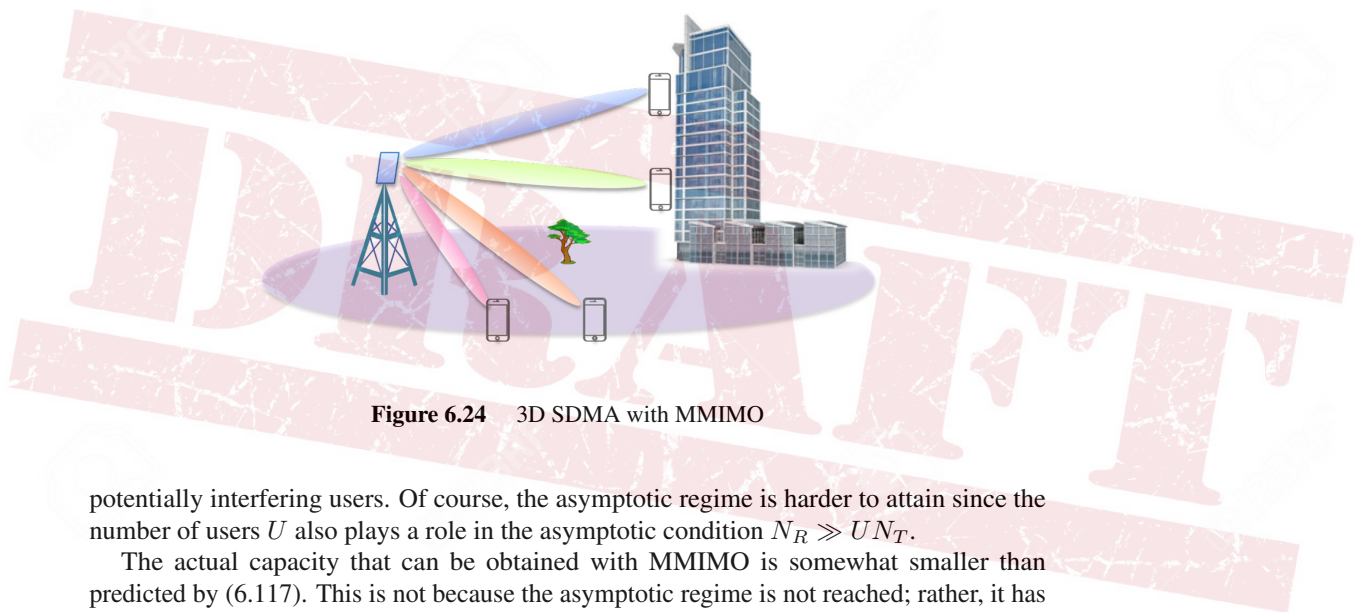 DRAFT
Figure 6.24 3D SDMA with MMIMO
potentially interfering users. Of course, the asymptotic regime is harder to attain since the
number of users U also plays a role in the asymptotic condition N_R ≫ UN_T.
The actual capacity that can be obtained with MMIMO is somewhat smaller than
predicted by (6.117). This is not because the asymptotic regime is not reached; rather, it has